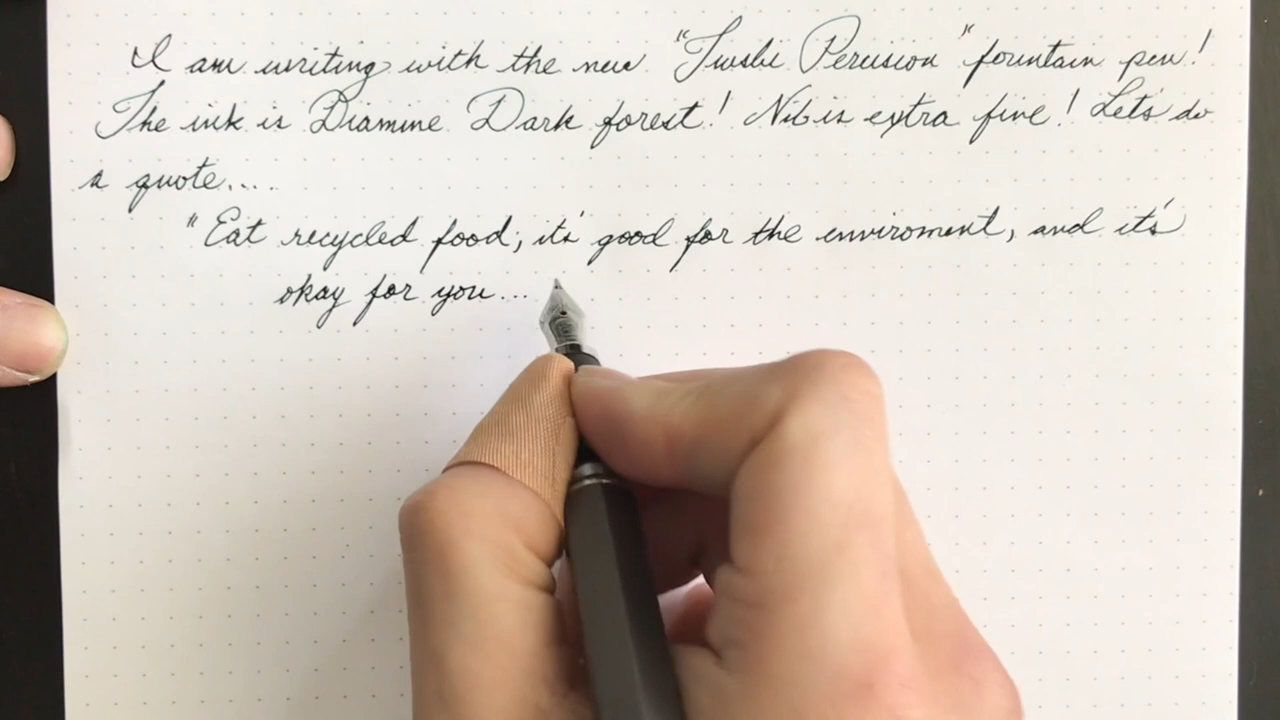 I am writing with the new "Twsbi Precision" fountain pen!
The ink is Diamine Dark forest! Nib is extra fine! Let's do
a quote....
"Eat recycled food; it's good for the enviroment, and it's
okay for you...